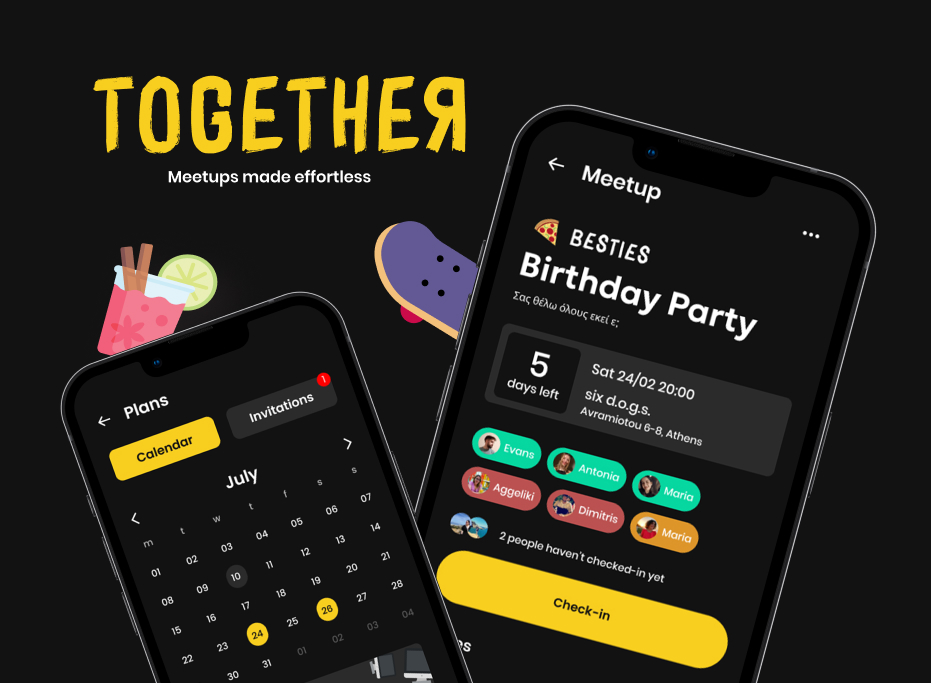 TOGETHER
Meetups made effortless
Meetup
BESTIES
Birthday Party
Σας θέλω όλους εκεί ε;
5
days left
Sat 24/02 20:00
six d.o.g.s.
Avramiotou 6-8, Athens
Evans
Antonia
Maria
Aggeliki
Dimitris
Maria
2 people haven't checked-in yet
Check-in
Plans
Calendar
Invitations
1
July
m t w t f s s
01 02 03 04 05 06 07
08 09 10 11 12 13 14
15 16 17 18 19 20 21
22 23 24 25 26 27 28
30 31 01 02 03 04